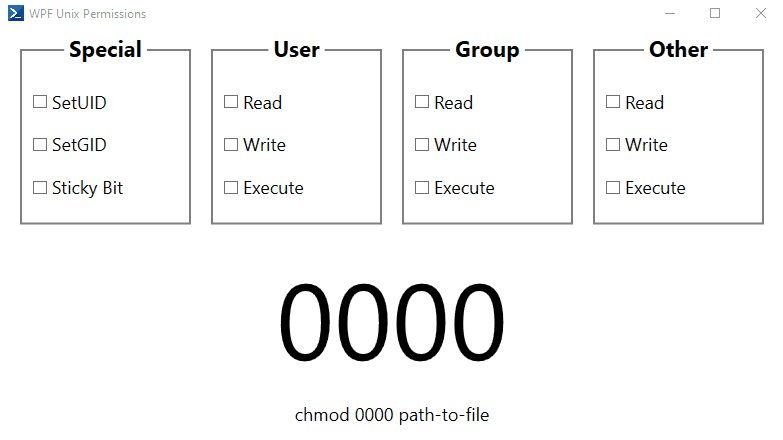 WPF Unix Permissions
Special User Group Other
SetUID Read Read Read
SetGID Write Write Write
Sticky Bit Execute Execute Execute
0000
chmod 0000 path-to-file